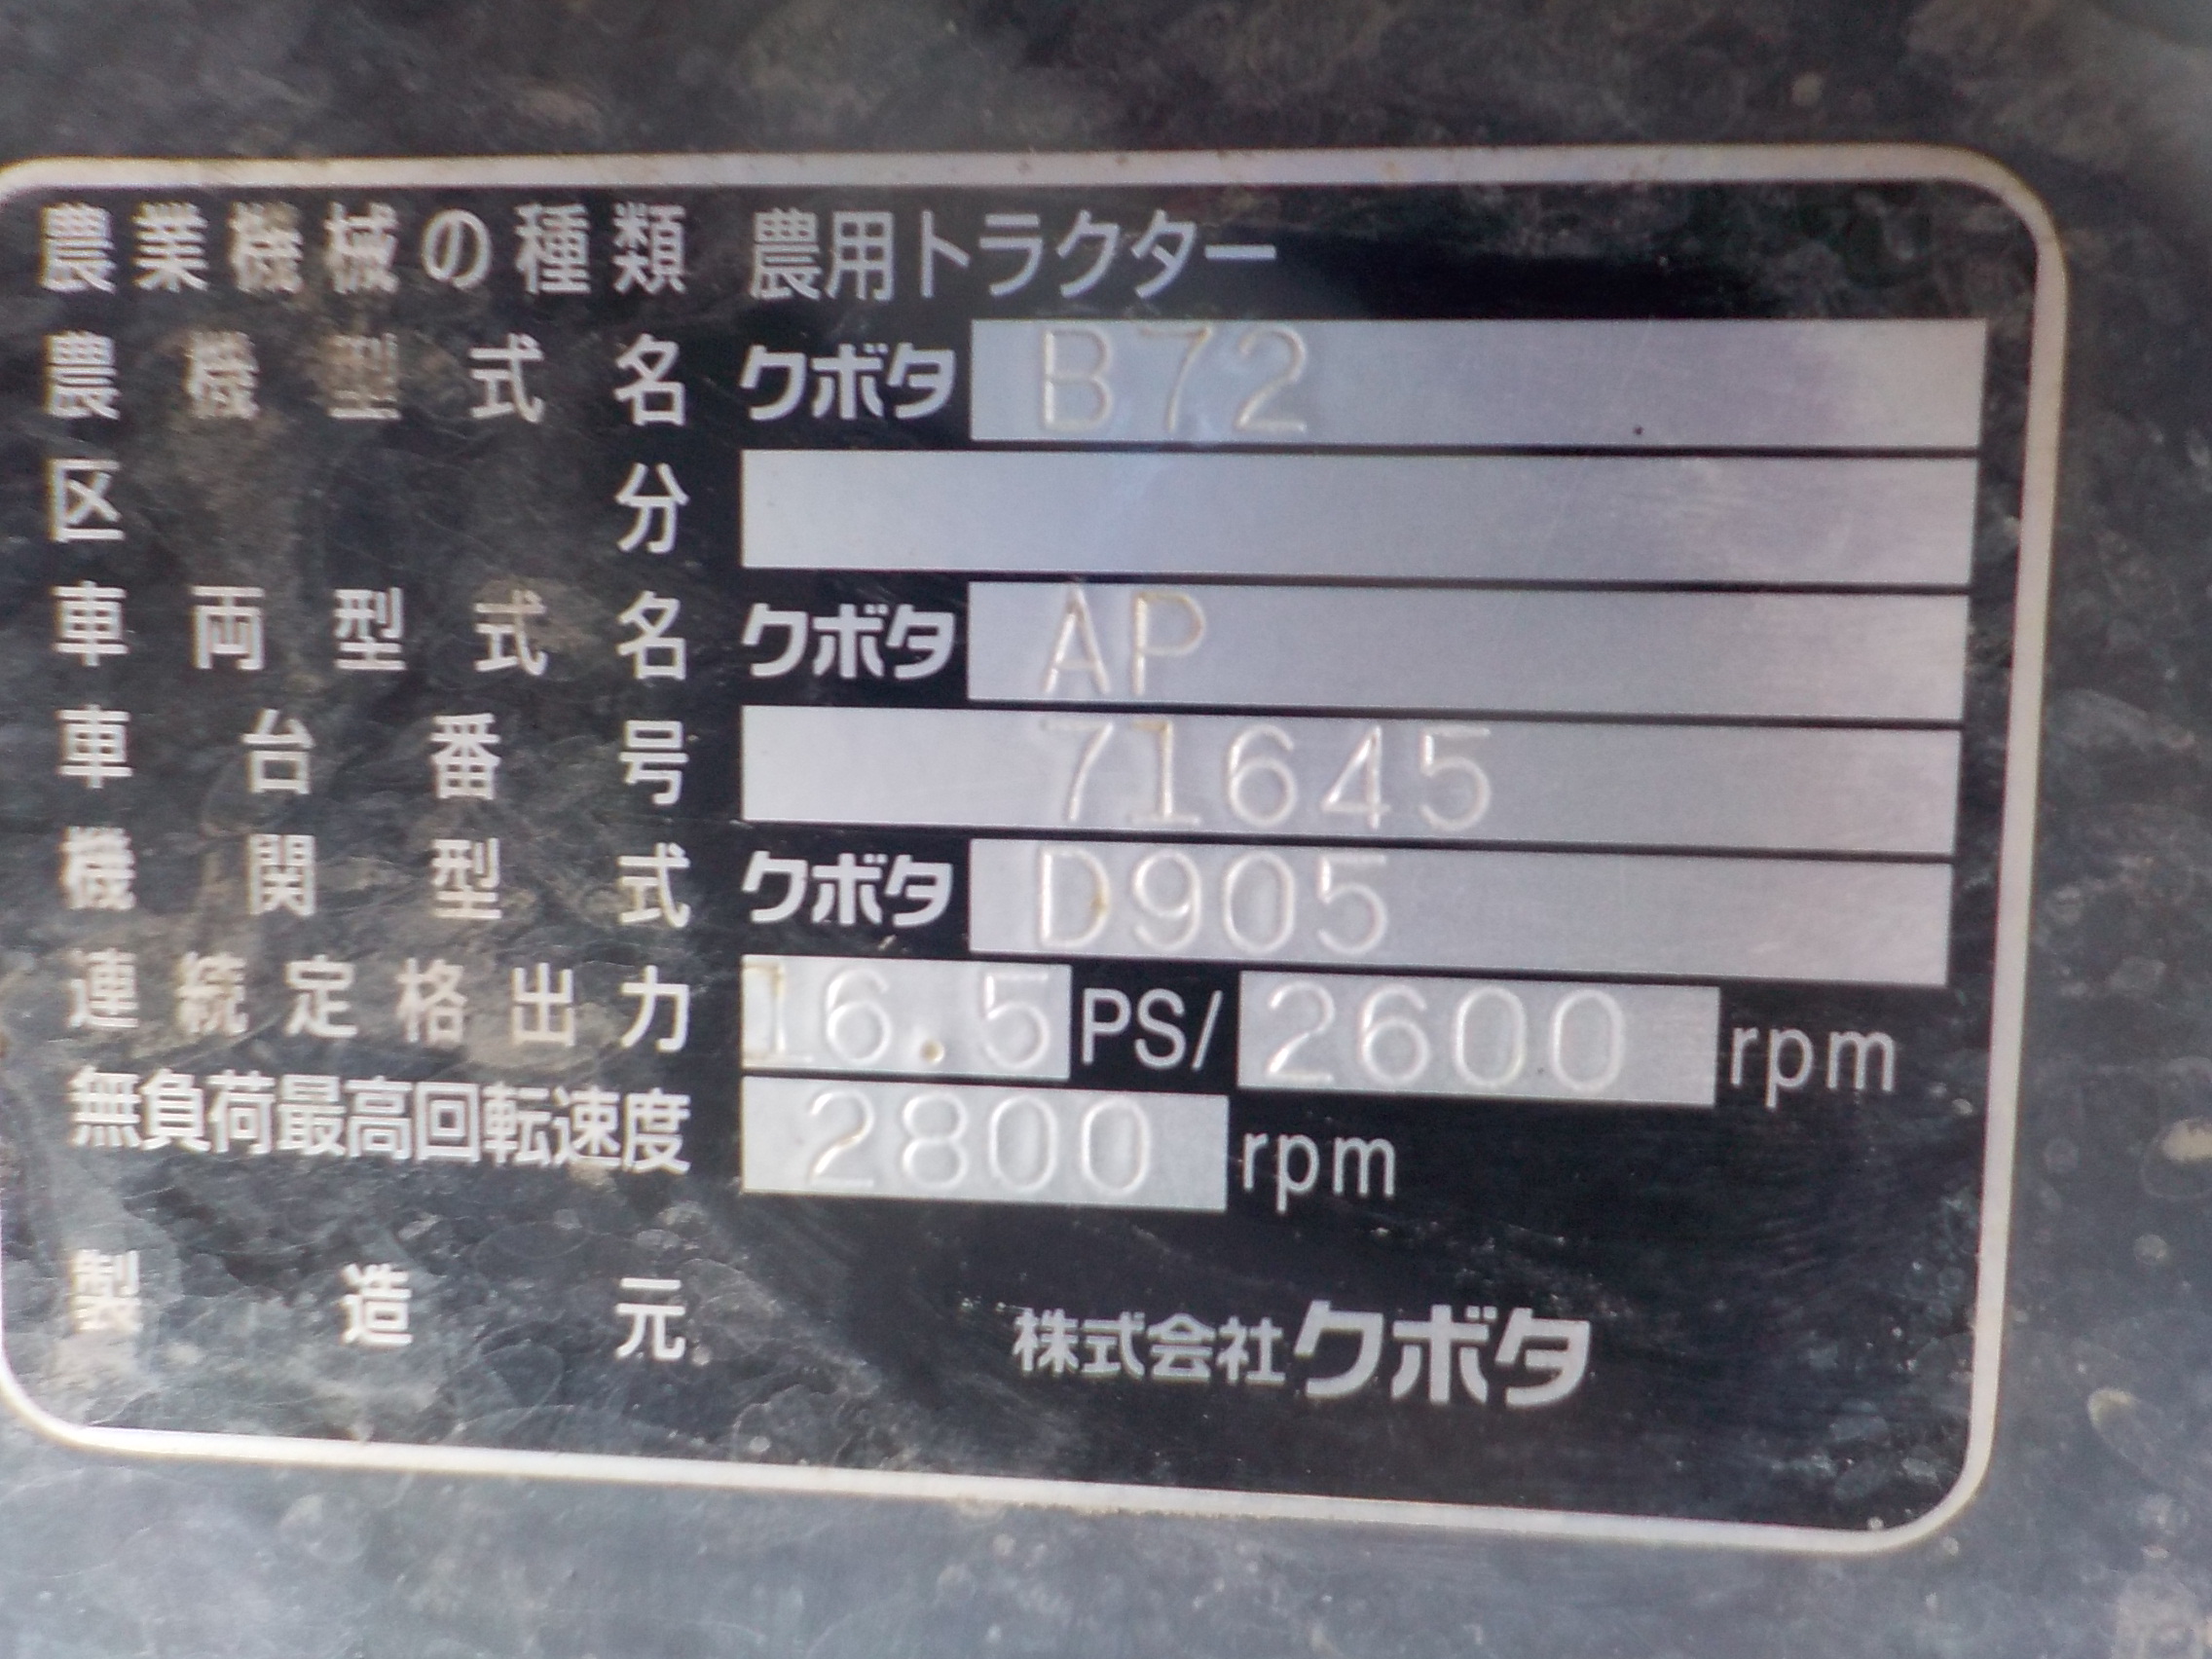 農業機械の種類 農用トラクター
農機型式名 クボタ B72
区分
車両型式名 クボタ AP
車台番号 71645
機関型式 クボタ D905
連続定格出力 16.5 PS/ 2600 rpm
無負荷最高回転速度 2800 rpm
製造元 株式会社クボタ